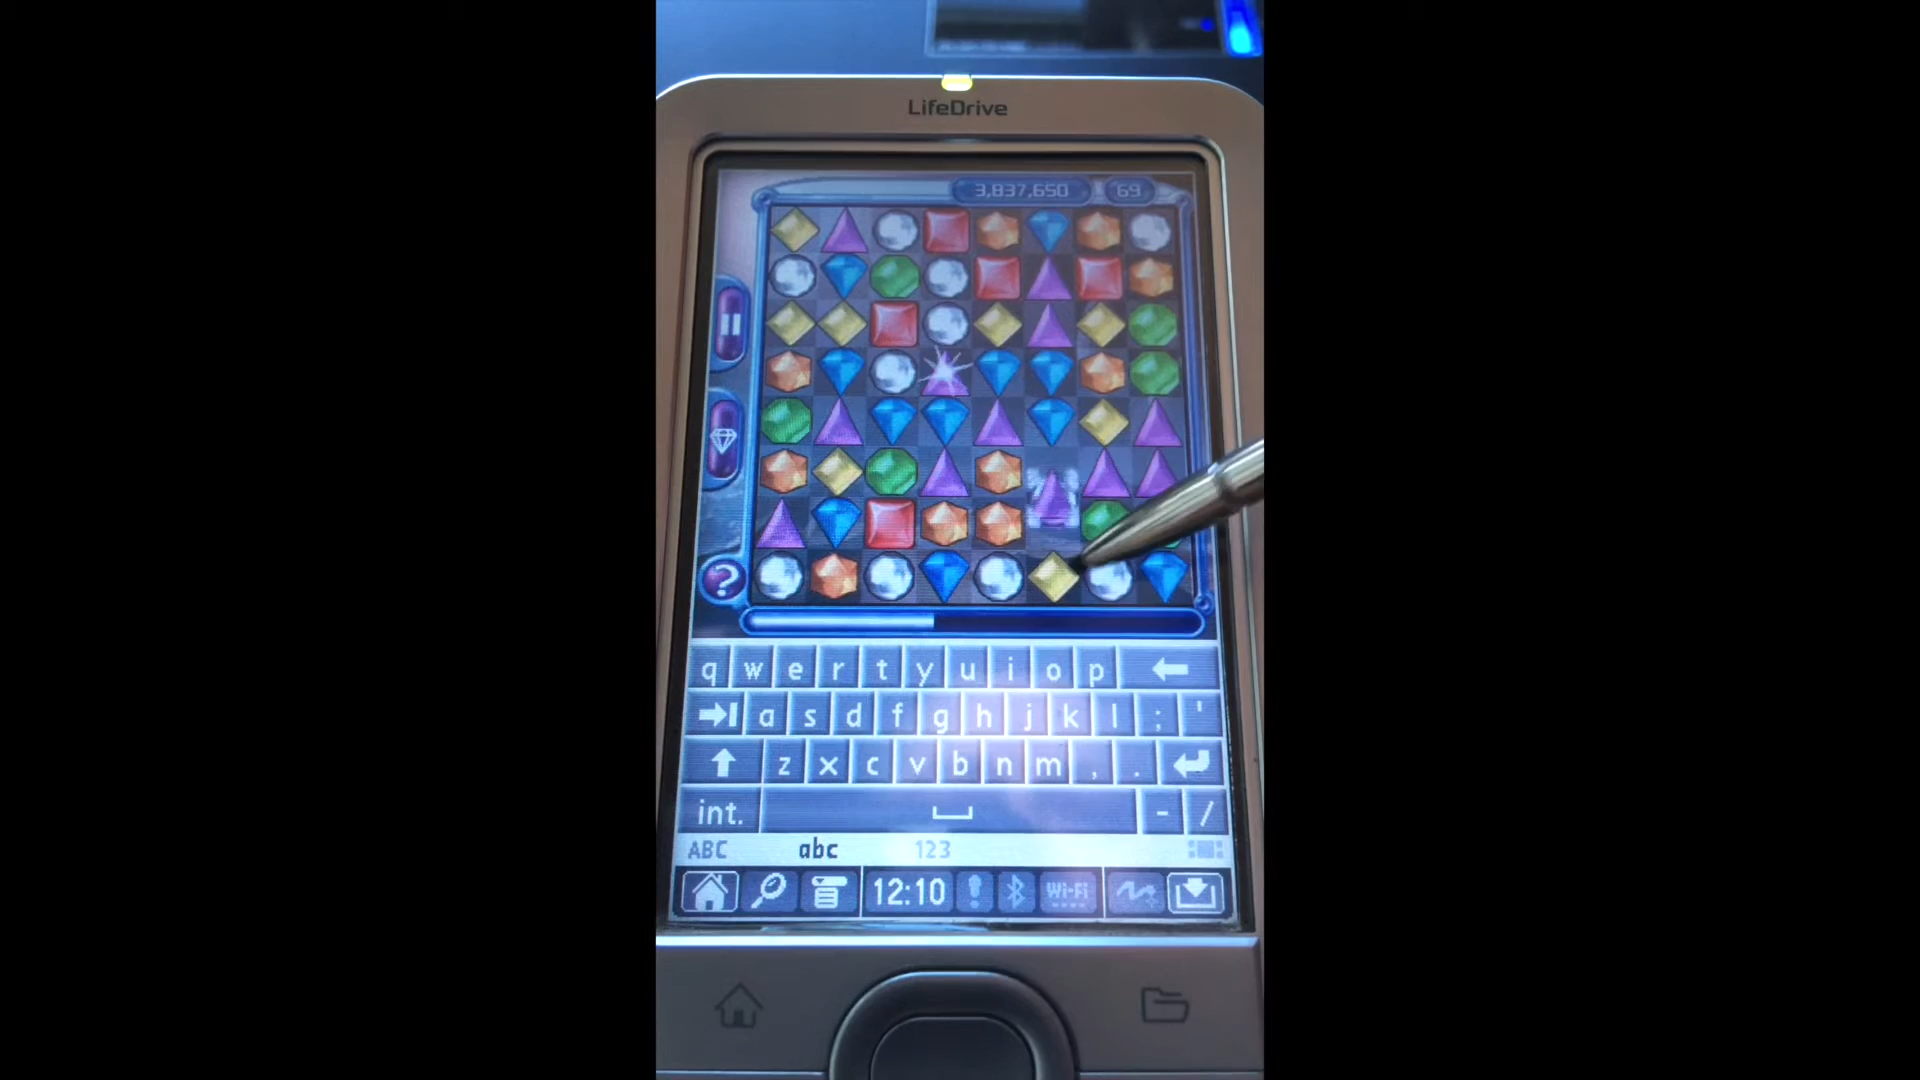 LifeDrive
3,837,650 69
?
q w e r t y u i o p
a s d f g h j k l ; '
z x c v b n m , .
int. - /
ABC abc 123
12:10 Wi-Fi